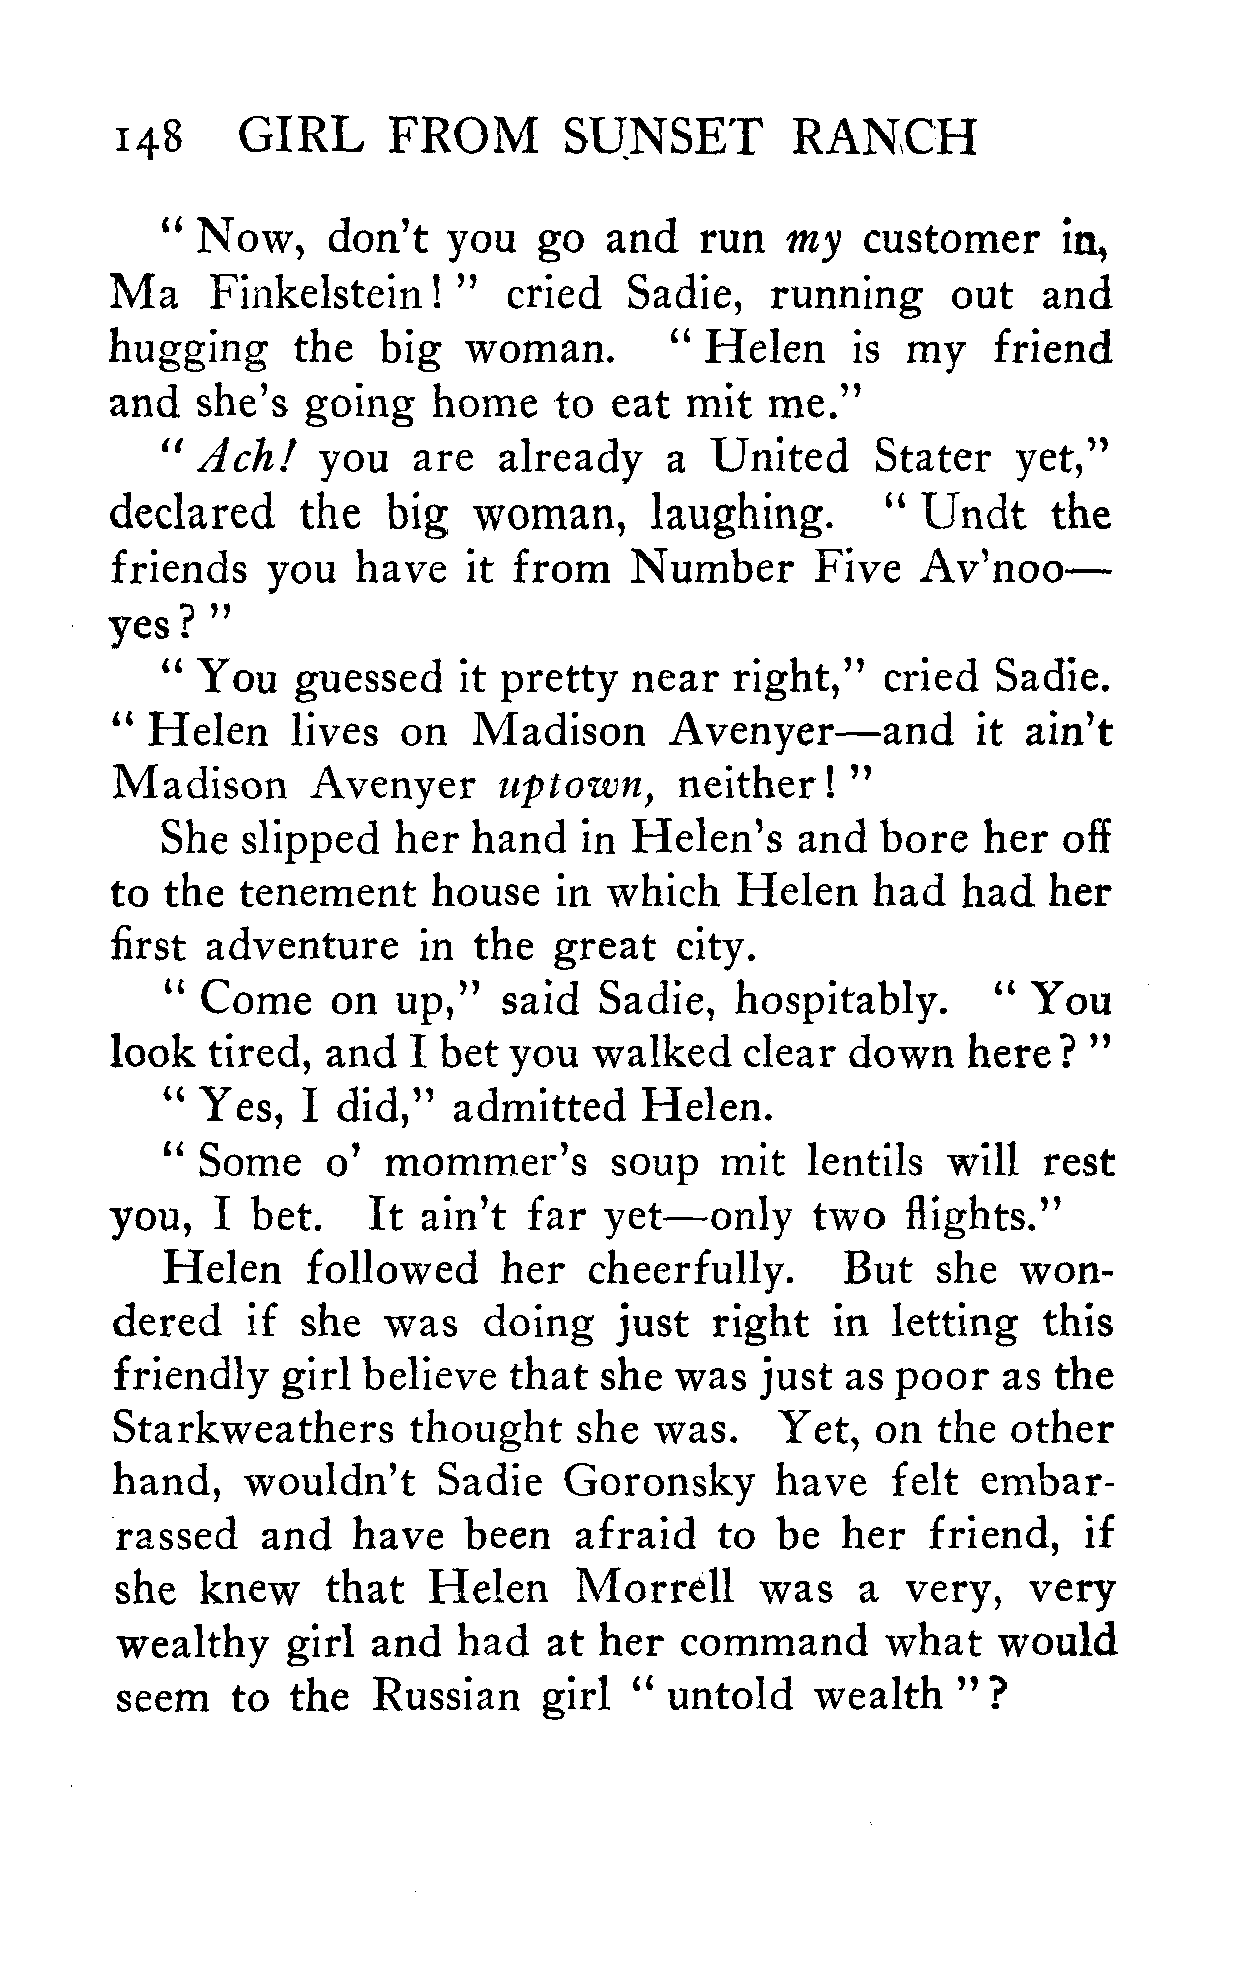 148 GIRL FROM SUNSET RANCH
" Now, don't you go and run my customer in,
Ma Finkelstein! " cried Sadie, running out and
hugging the big woman. " Helen is my friend
and she's going home to eat mit me."
" Ach! you are already a United Stater yet,"
declared the big woman, laughing. " Undt the
friends you have it from Number Five Av'noo—
yes? "
" You guessed it pretty near right," cried Sadie.
" Helen lives on Madison Avenyer—and it ain't
Madison Avenyer uptown, neither! "
She slipped her hand in Helen's and bore her off
to the tenement house in which Helen had had her
first adventure in the great city.
" Come on up," said Sadie, hospitably. " You
look tired, and I bet you walked clear down here? "
" Yes, I did," admitted Helen.
" Some o' mommer's soup mit lentils will rest
you, I bet. It ain't far yet—only two flights."
Helen followed her cheerfully. But she won-
dered if she was doing just right in letting this
friendly girl believe that she was just as poor as the
Starkweathers thought she was. Yet, on the other
hand, wouldn't Sadie Goronsky have felt embar-
rassed and have been afraid to be her friend, if
she knew that Helen Morrell was a very, very
wealthy girl and had at her command what would
seem to the Russian girl " untold wealth "?